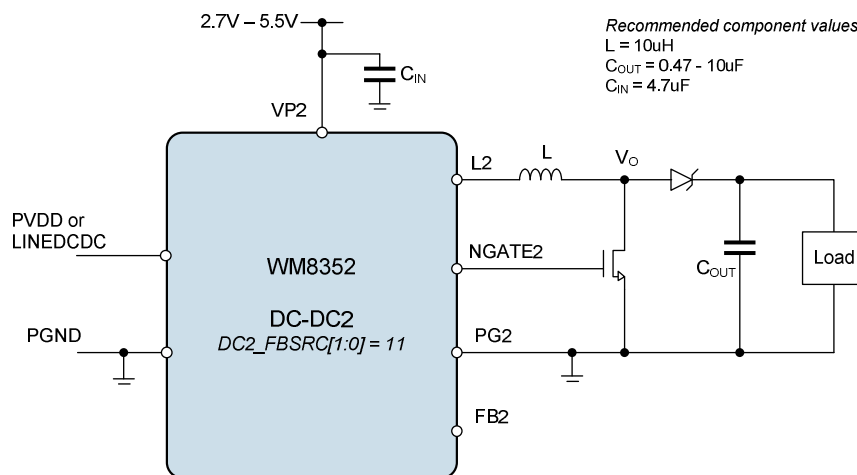 2.7V – 5.5V
Recommended component values
L = 10uH
COUT = 0.47 - 10uF
CIN = 4.7uF
CIN
VP2
L2
L
VO
PVDD or
LINEDCDC
WM8352
NGATE2
COUT
Load
DC-DC2
DC2_FBSRC[1:0] = 11
PGND
PG2
FB2